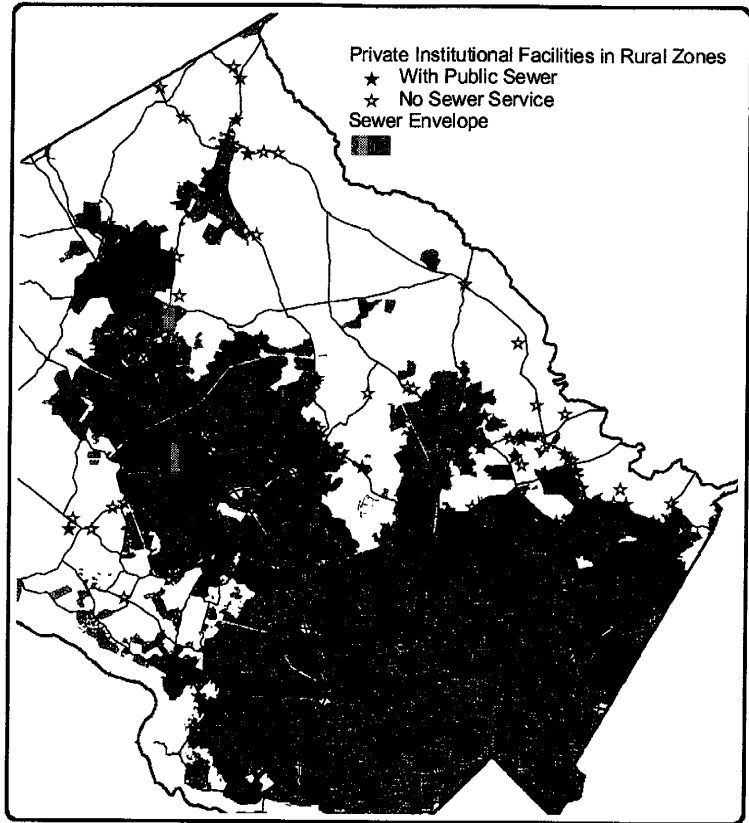 Private Institutional Facilities in Rural Zones
With Public Sewer
No Sewer Service
Sewer Envelope